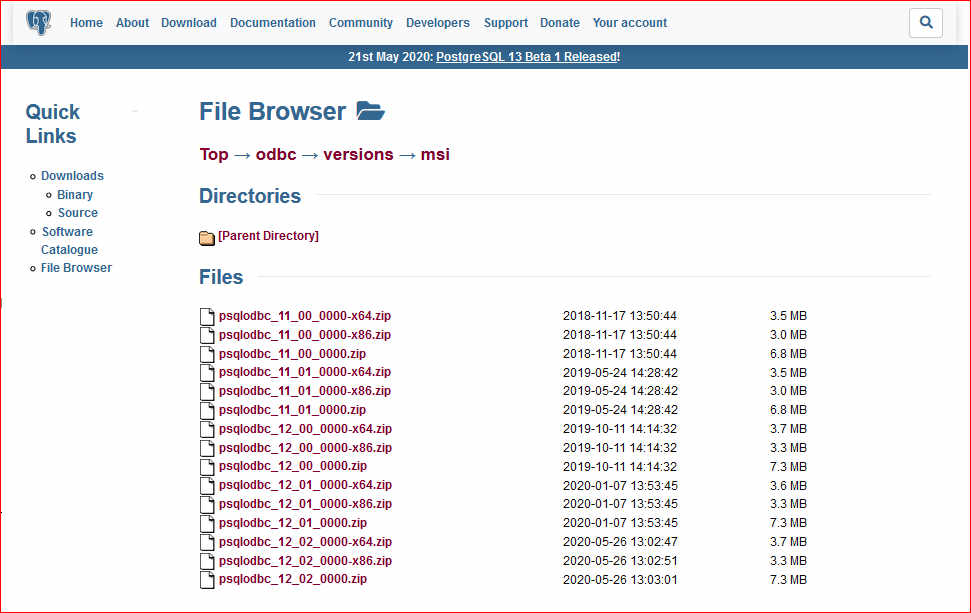 Home About Download Documentation Community Developers Support Donate Your account
21st May 2020: PostgreSQL 13 Beta 1 Released!
Quick
Links
Downloads
Binary
Source
Software
Catalogue
File Browser
File Browser
Top → odbc → versions → msi
Directories
[Parent Directory]
Files
psqlodbc_11_00_0000-x64.zip 2018-11-17 13:50:44 3.5 MB
psqlodbc_11_00_0000-x86.zip 2018-11-17 13:50:44 3.0 MB
psqlodbc_11_00_0000.zip 2018-11-17 13:50:44 6.8 MB
psqlodbc_11_01_0000-x64.zip 2019-05-24 14:28:42 3.5 MB
psqlodbc_11_01_0000-x86.zip 2019-05-24 14:28:42 3.0 MB
psqlodbc_11_01_0000.zip 2019-05-24 14:28:42 6.8 MB
psqlodbc_12_00_0000-x64.zip 2019-10-11 14:14:32 3.7 MB
psqlodbc_12_00_0000-x86.zip 2019-10-11 14:14:32 3.3 MB
psqlodbc_12_00_0000.zip 2019-10-11 14:14:32 7.3 MB
psqlodbc_12_01_0000-x64.zip 2020-01-07 13:53:45 3.6 MB
psqlodbc_12_01_0000-x86.zip 2020-01-07 13:53:45 3.3 MB
psqlodbc_12_01_0000.zip 2020-01-07 13:53:45 7.3 MB
psqlodbc_12_02_0000-x64.zip 2020-05-26 13:02:47 3.7 MB
psqlodbc_12_02_0000-x86.zip 2020-05-26 13:02:51 3.3 MB
psqlodbc_12_02_0000.zip 2020-05-26 13:03:01 7.3 MB